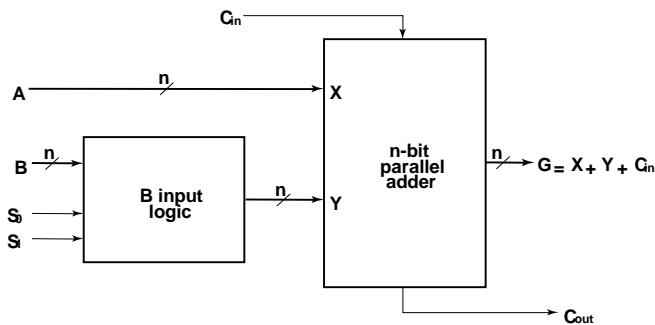 Cin
n
A
X
n
B
n-bit
parallel
adder
n
G = X + Y + Cin
B input
logic
n
Y
S0
S1
Cout